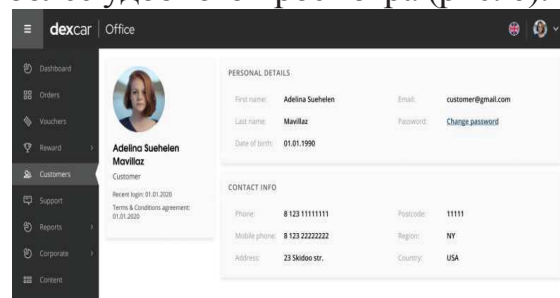 dexcar Office
Dashboard
Orders
Vouchers
Reward
Customers
Support
Reports
Corporate
Content
Adelina Suehelen
Mavillaz
Customer
Recent login: 01.01.2020
Terms & Conditions agreement:
01.01.2020
PERSONAL DETAILS
First name: Adelina Suehelen Email: customer@gmail.com
Last name: Mavillaz Password: Change password
Date of birth: 01.01.1990
CONTACT INFO
Phone: 8 123 11111111 Postcode: 11111
Mobile phone: 8 123 22222222 Region: NY
Address: 23 Skidoo str. Country: USA